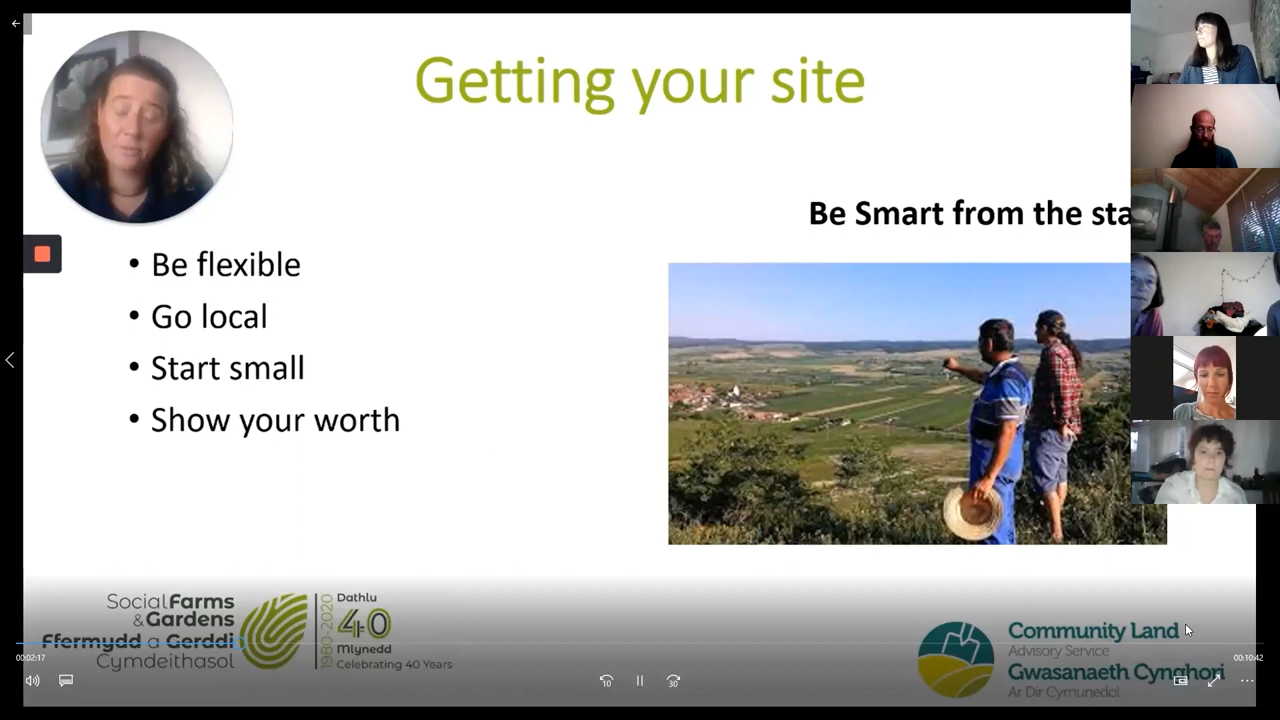 Getting your site
Be Smart from the sta
• Be flexible
• Go local
• Start small
• Show your worth
Social Farms
& Gardens
Ffermydd a Gerddi
Cymdeithasol
1980-2020
Dathlu
40
Mlynedd
Celebrating 40 Years
Community Land
Advisory Service
Gwasanaeth Cynghori
Ar Dir Cymunedol
00:02:17
00:10:42
10
30